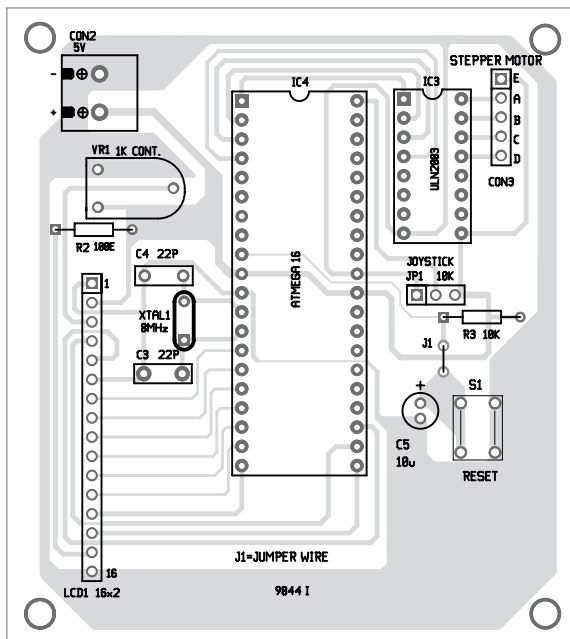 CON2
5V
-
+
VR1 1K CONT.
R2 100E
C4 22P
XTAL1
8MHz
C3 22P
1
16
LCD1 16x2
IC4
ATMEGA 16
IC3
ULN2003
STEPPER MOTOR
E
A
B
C
D
CON3
JOYSTICK
JP1 10K
R3 10K
J1
+
C5
10u
S1
RESET
J1=JUMPER WIRE
9844 I